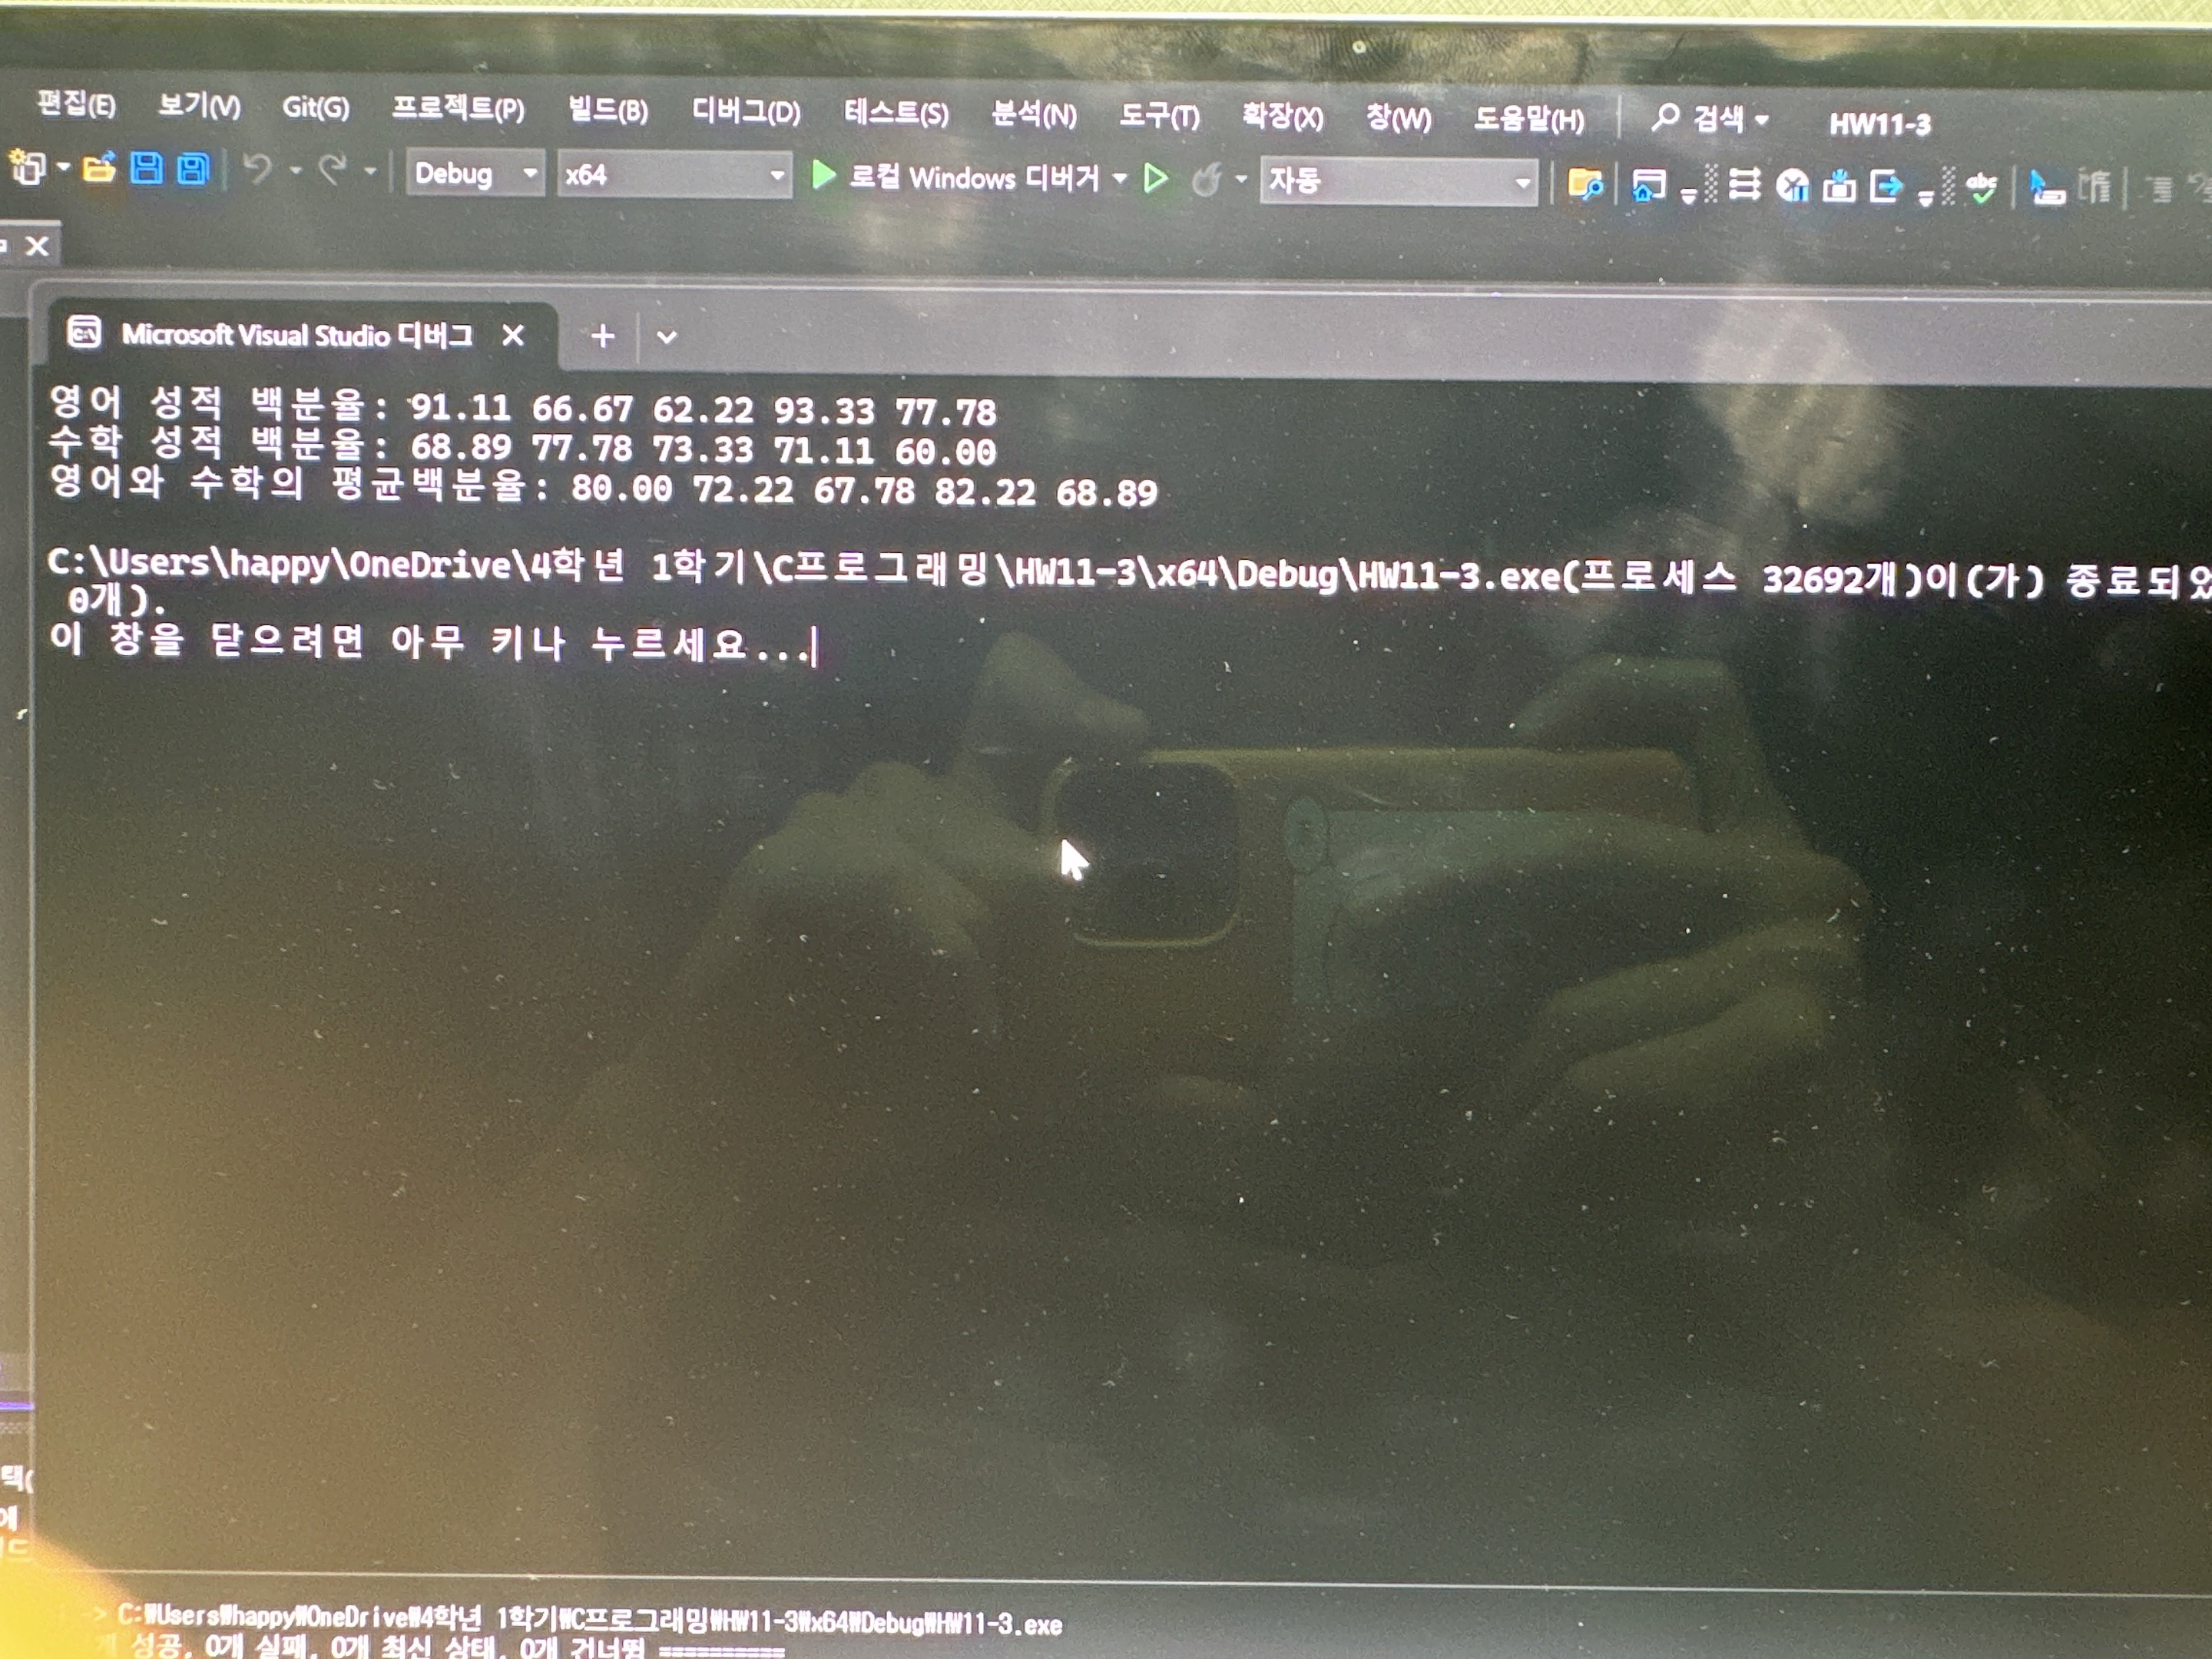 편집(E) 보기(V) Git(G) 프로젝트(P) 빌드(B) 디버그(D) 테스트(S) 분석(N) 도구(T) 확장(X) 창(W) 도움말(H) 검색 HW11-3
Debug x64 로컬 Windows 디버거 자동 abc
Microsoft Visual Studio 디버그
영어 성적 백분율: 91.11 66.67 62.22 93.33 77.78
수학 성적 백분율: 68.89 77.78 73.33 71.11 60.00
영어와 수학의 평균백분율: 80.00 72.22 67.78 82.22 68.89
C:\Users\happy\OneDrive\4학년 1학기\C프로그래밍\HW11-3\x64\Debug\HW11-3.exe(프로세스 32692개)이(가) 종료되
0개).
이 창을 닫으려면 아무 키나 누르세요...
택(
에
드
-> C:₩Users₩happy₩OneDrive₩4학년 1학기₩C프로그래밍₩HW11-3₩x64₩Debug₩HW11-3.exe
개 성공, 0개 실패, 0개 최신 상태, 0개 건너뜀 ==========